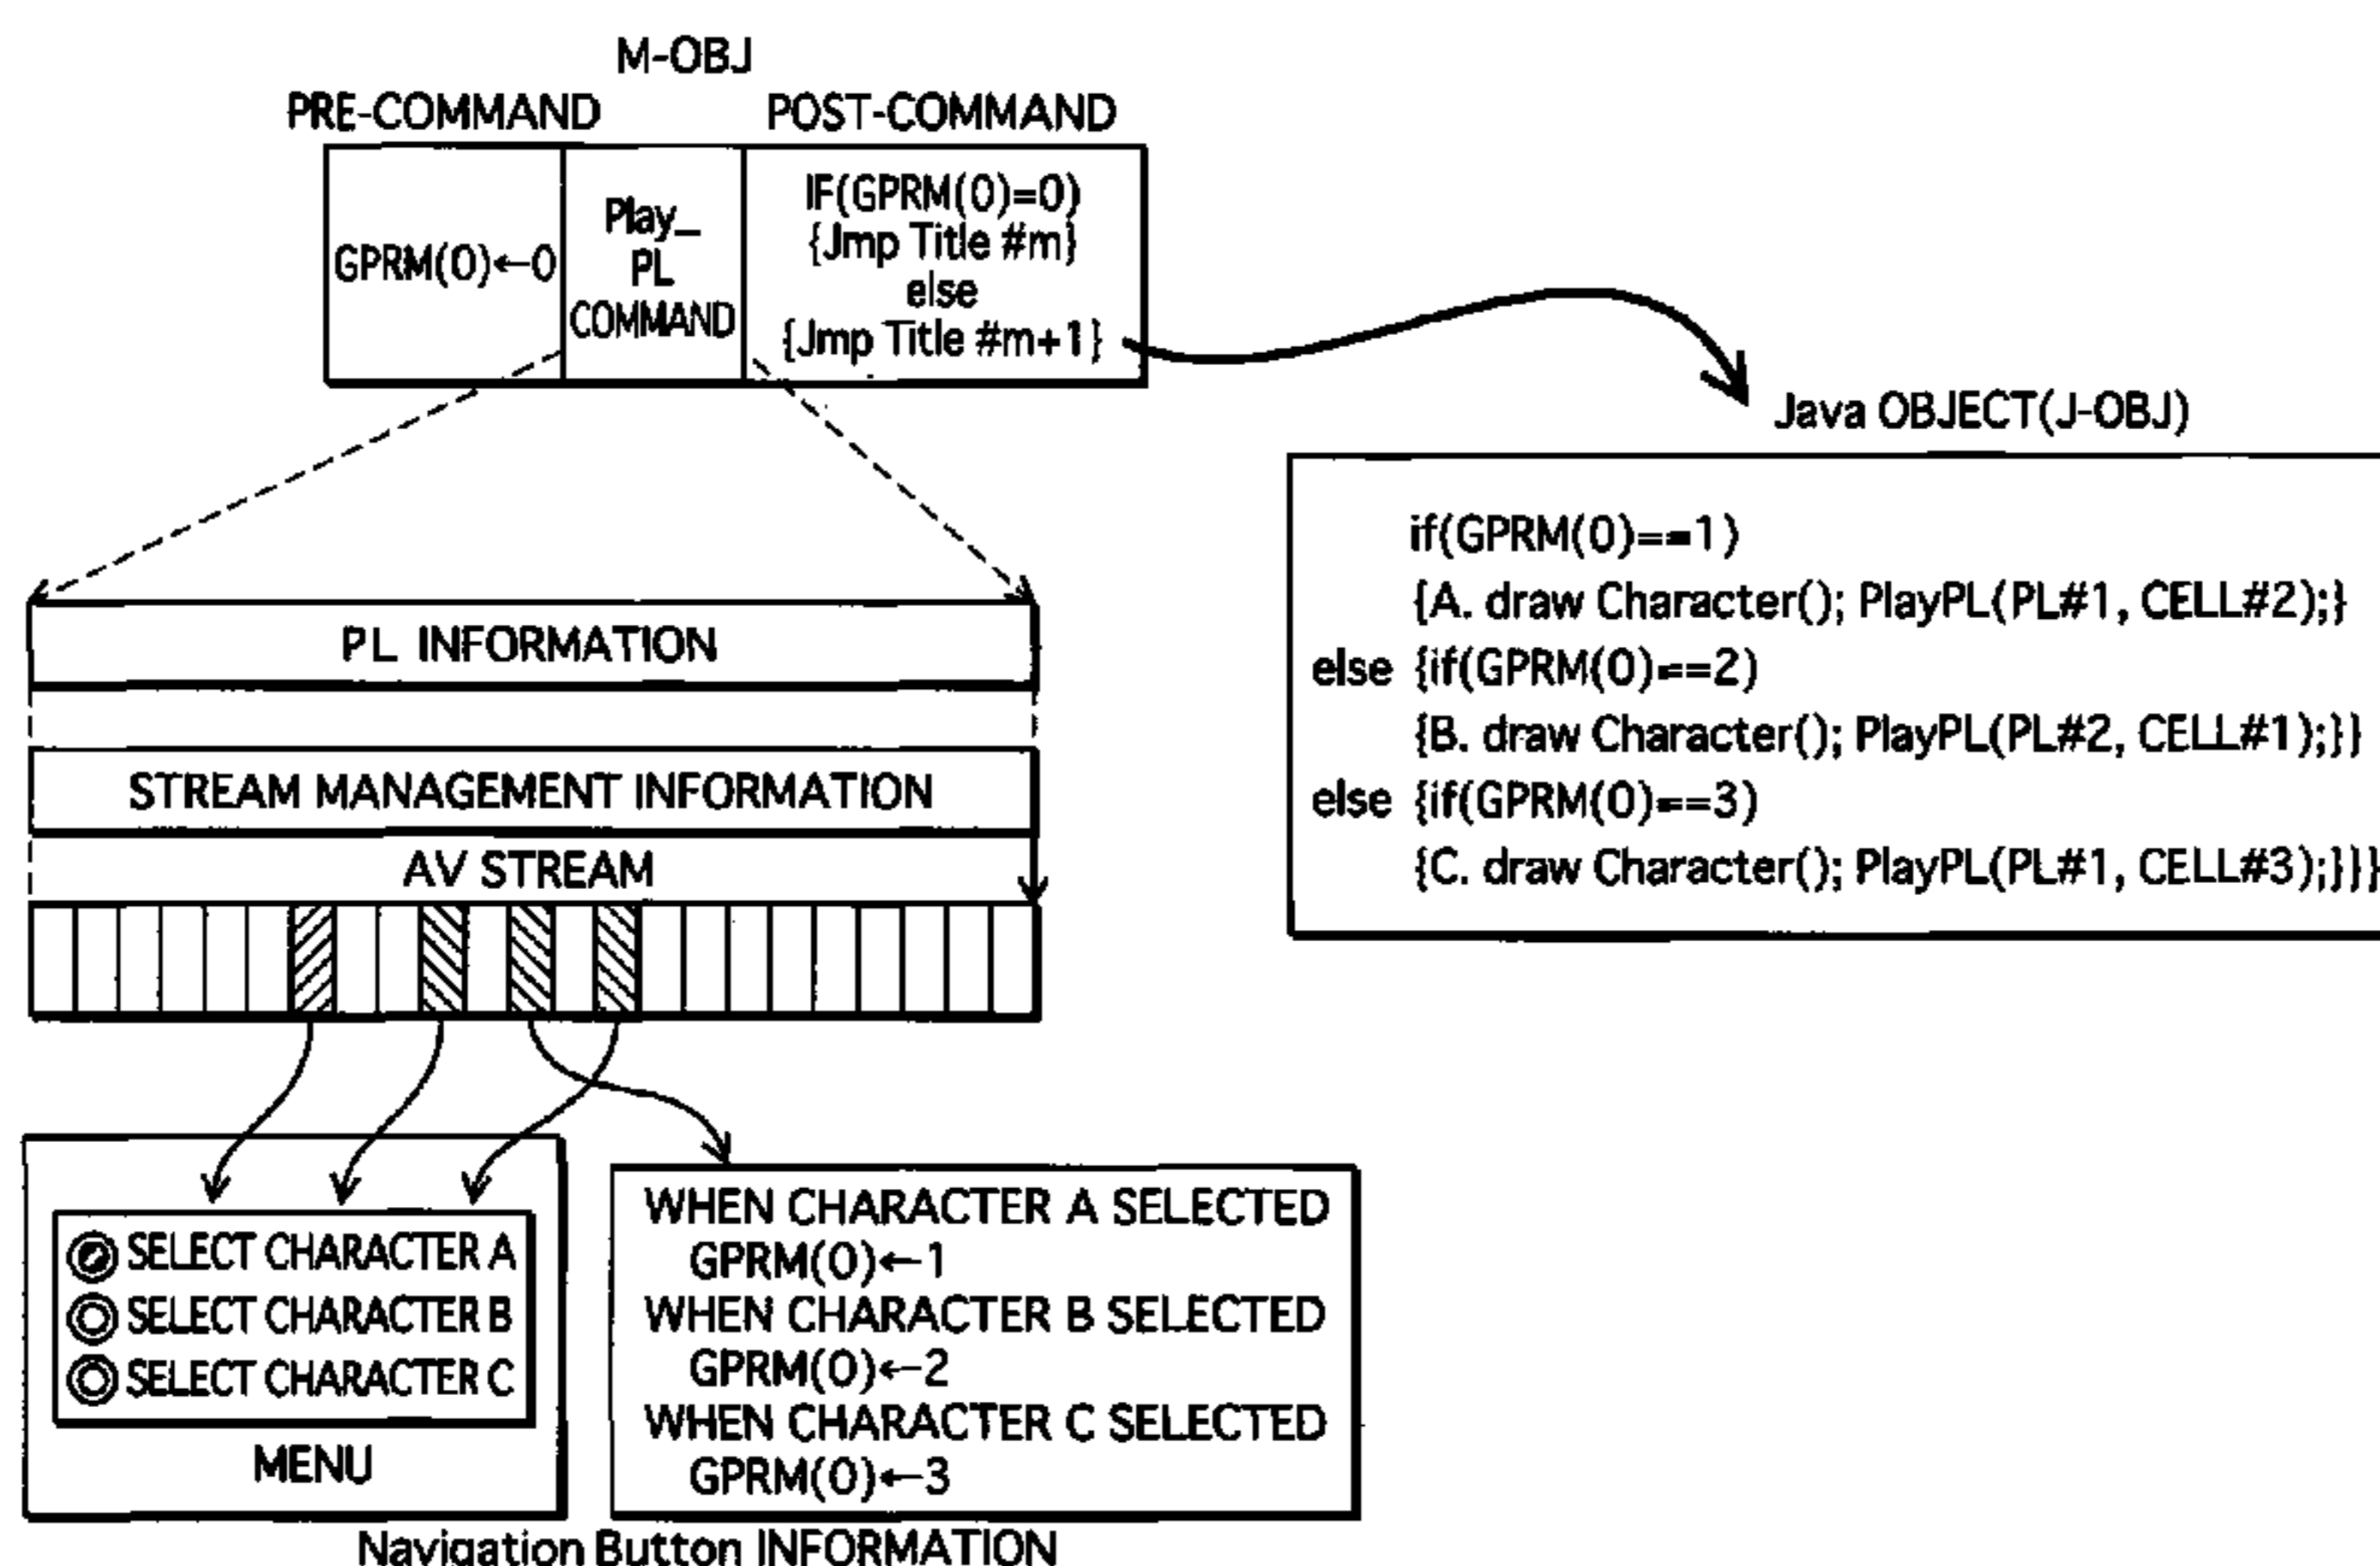 M-OBJ
PRE-COMMAND
POST-COMMAND
GPRM(0)←0
Play_
PL
COMMAND
IF(GPRM(0)=0)
{Jmp Title #m}
else
{Jmp Title #m+1}
Java OBJECT(J-OBJ)
if(GPRM(0)==1)
{A. draw Character(); PlayPL(PL#1, CELL#2);}
else {if(GPRM(0)==2)
{B. draw Character(); PlayPL(PL#2, CELL#1);}}
else {if(GPRM(0)==3)
{C. draw Character(); PlayPL(PL#1, CELL#3);}}}
PL INFORMATION
STREAM MANAGEMENT INFORMATION
AV STREAM
SELECT CHARACTER A
SELECT CHARACTER B
SELECT CHARACTER C
MENU
WHEN CHARACTER A SELECTED
GPRM(0)←1
WHEN CHARACTER B SELECTED
GPRM(0)←2
WHEN CHARACTER C SELECTED
GPRM(0)←3
Navigation Button INFORMATION